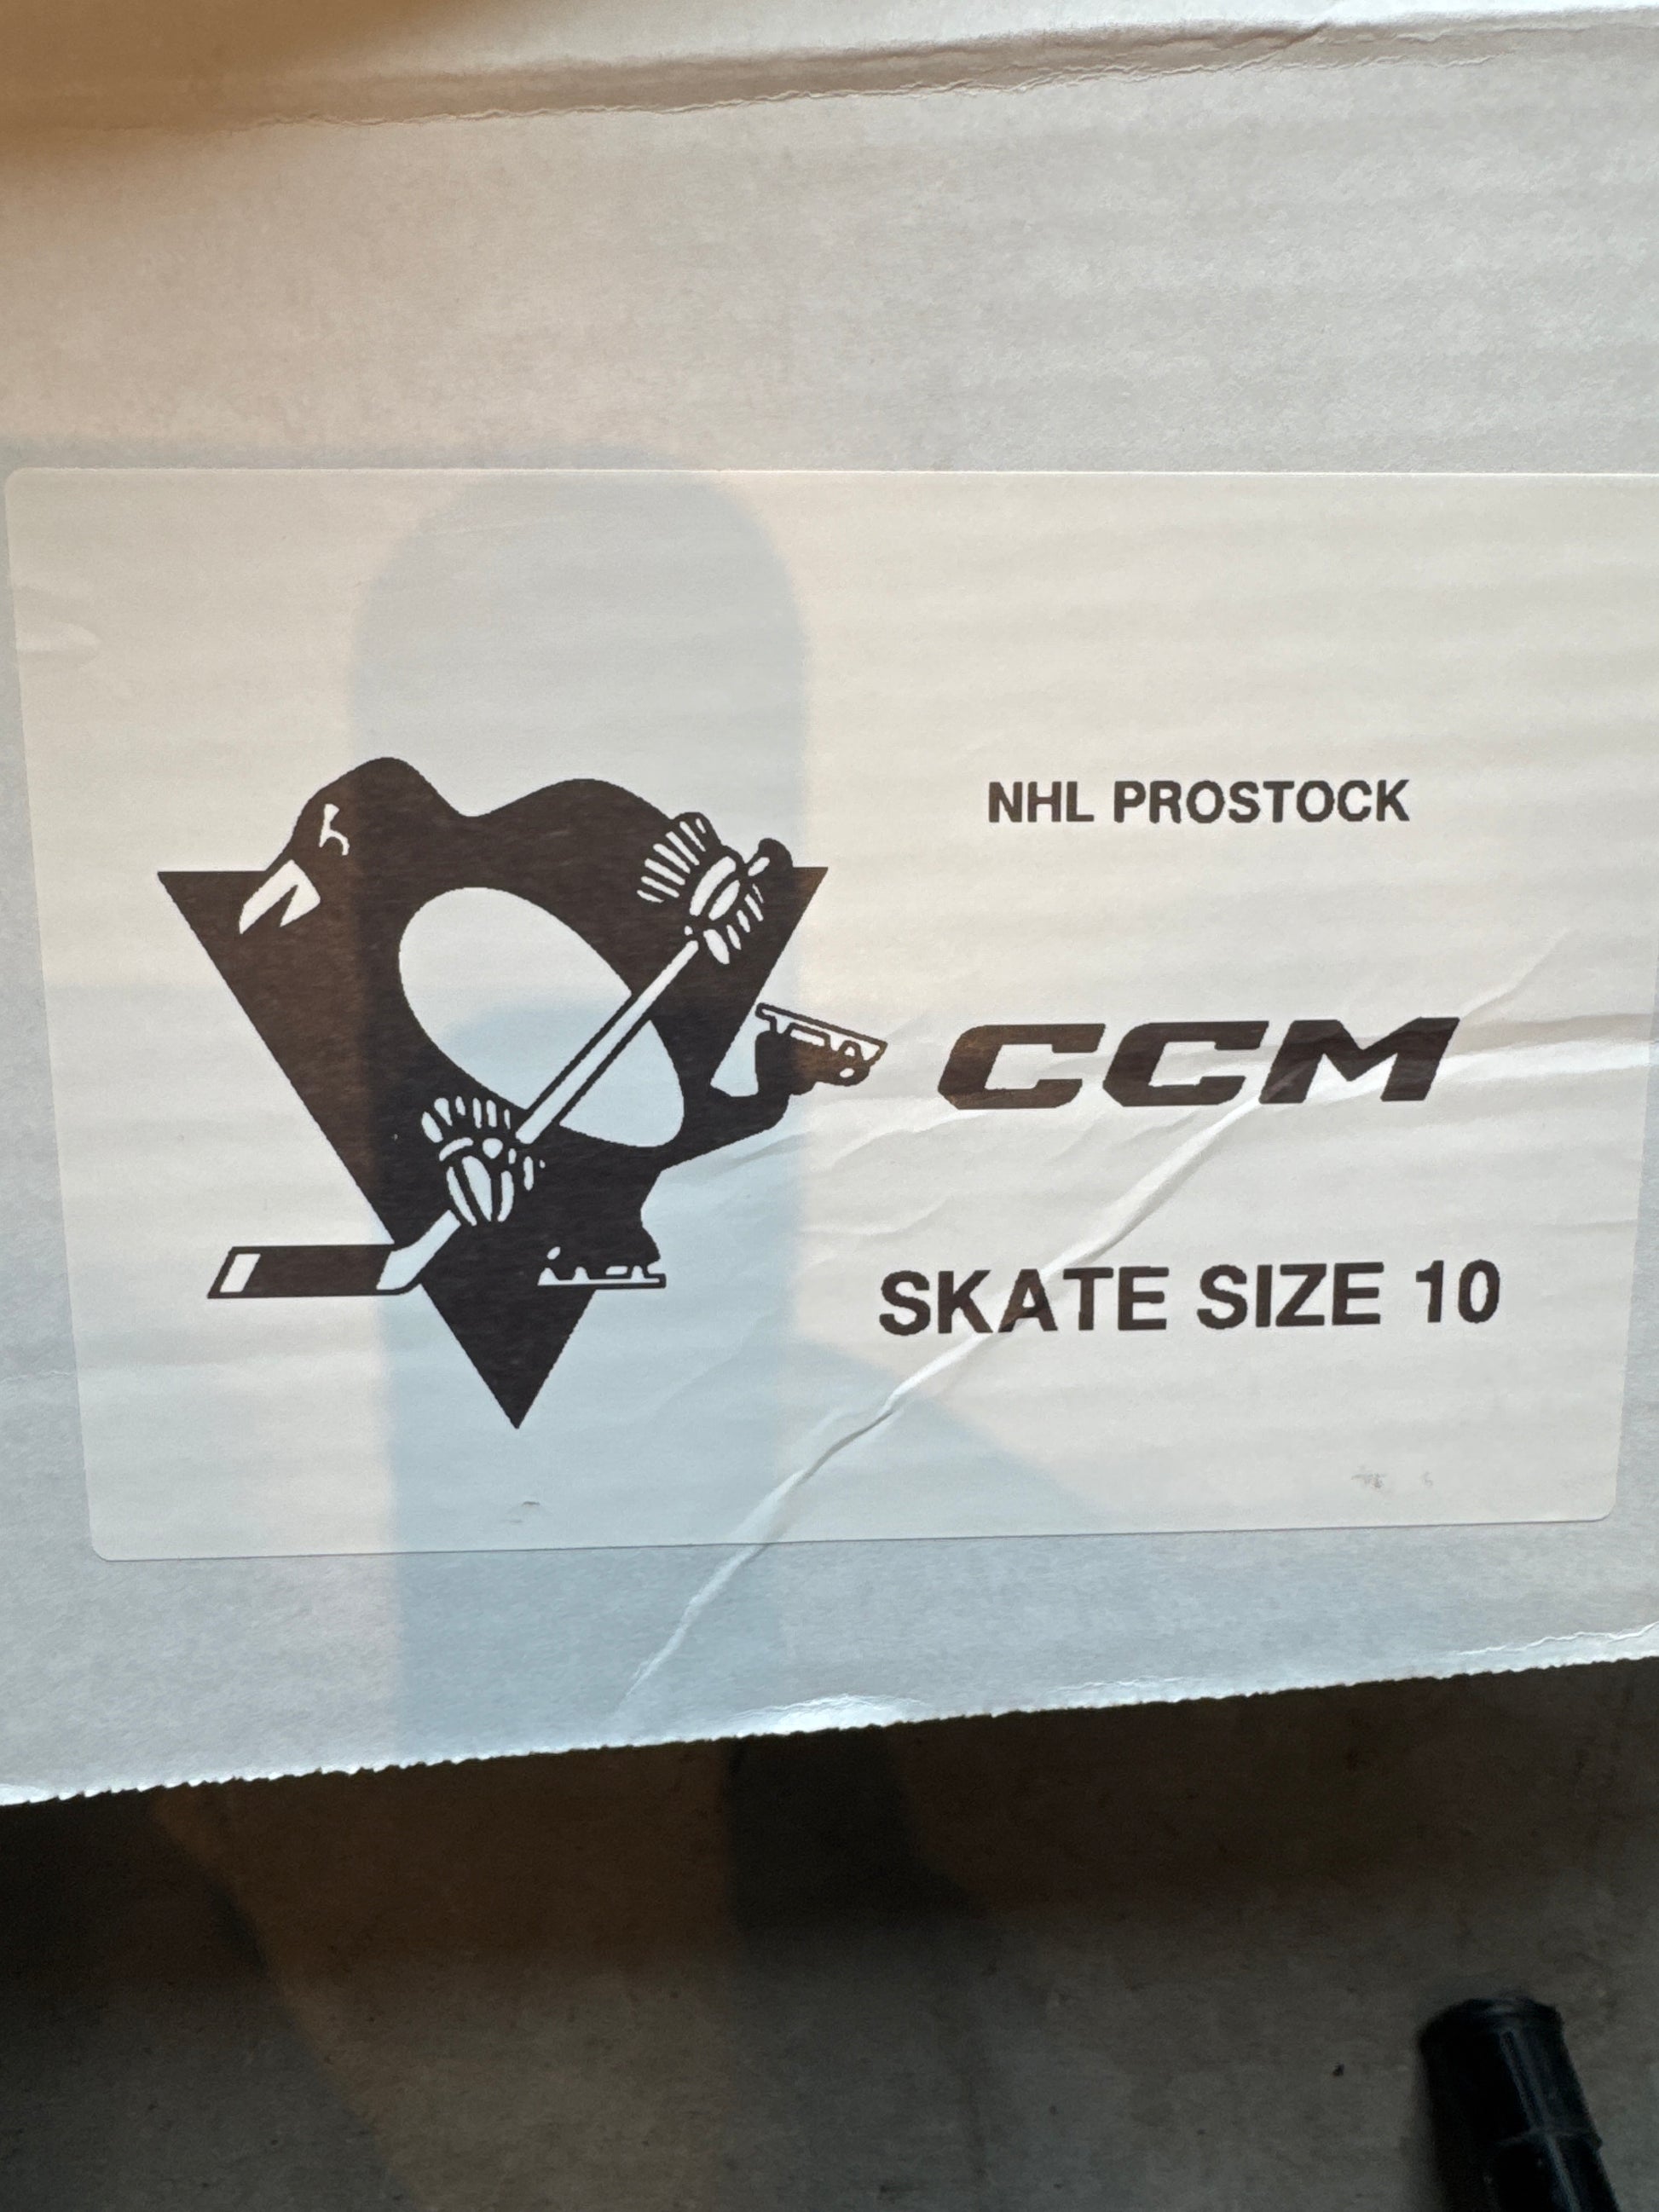 NHL PROSTOCK
CCM
SKATE SIZE 10